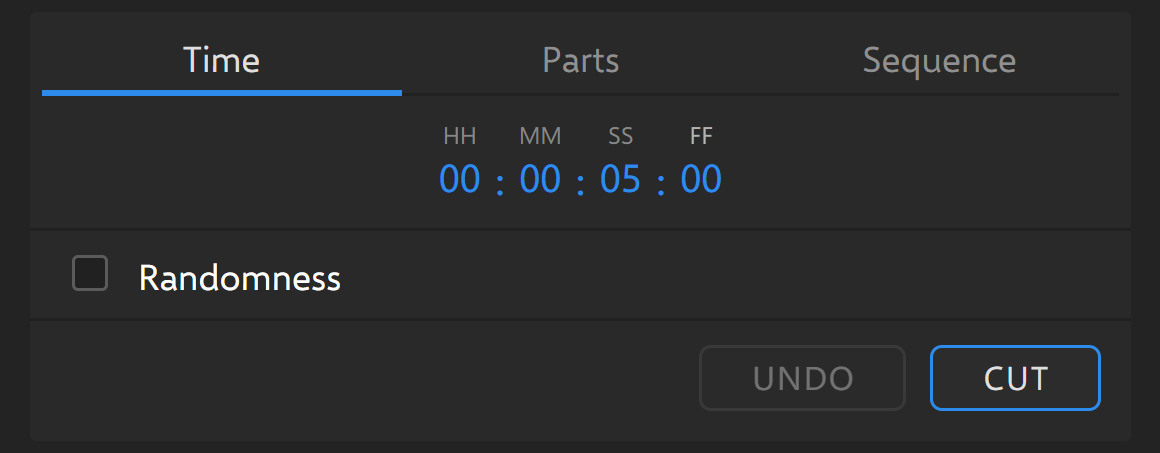 Time Parts Sequence
HH MM SS FF
00 : 00 : 05 : 00
Randomness
UNDO CUT